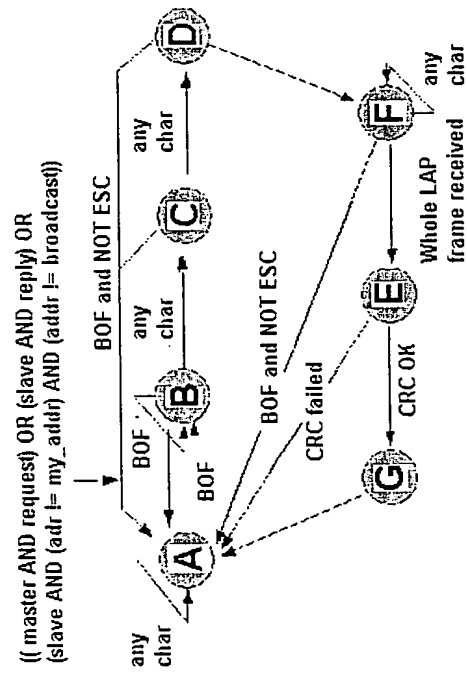 (( master AND request) OR (slave AND reply) OR
(slave AND (adr != my_addr) AND (addr != broadcast))
BOF and NOT ESC
any
char
A
BOF
BOF
B
any
char
C
any
char
D
BOF and NOT ESC
CRC failed
G
CRC OK
E
Whole LAP
frame received
F
any
char